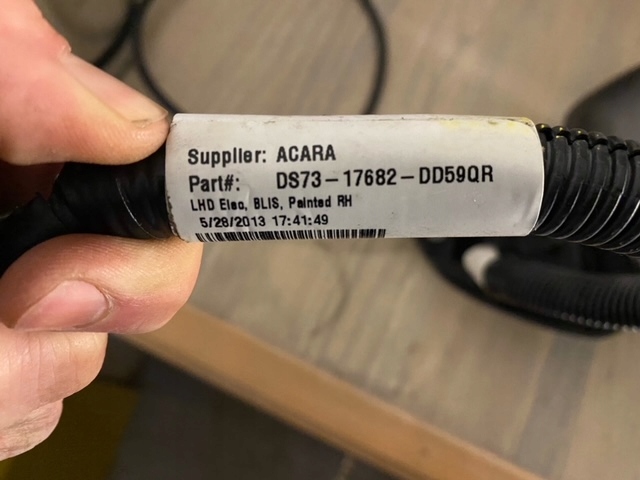 Supplier: ACARA
Part#: DS73-17682-DD59QR
LHD Elec, BLIS, Painted RH
5/28/2013 17:41:49